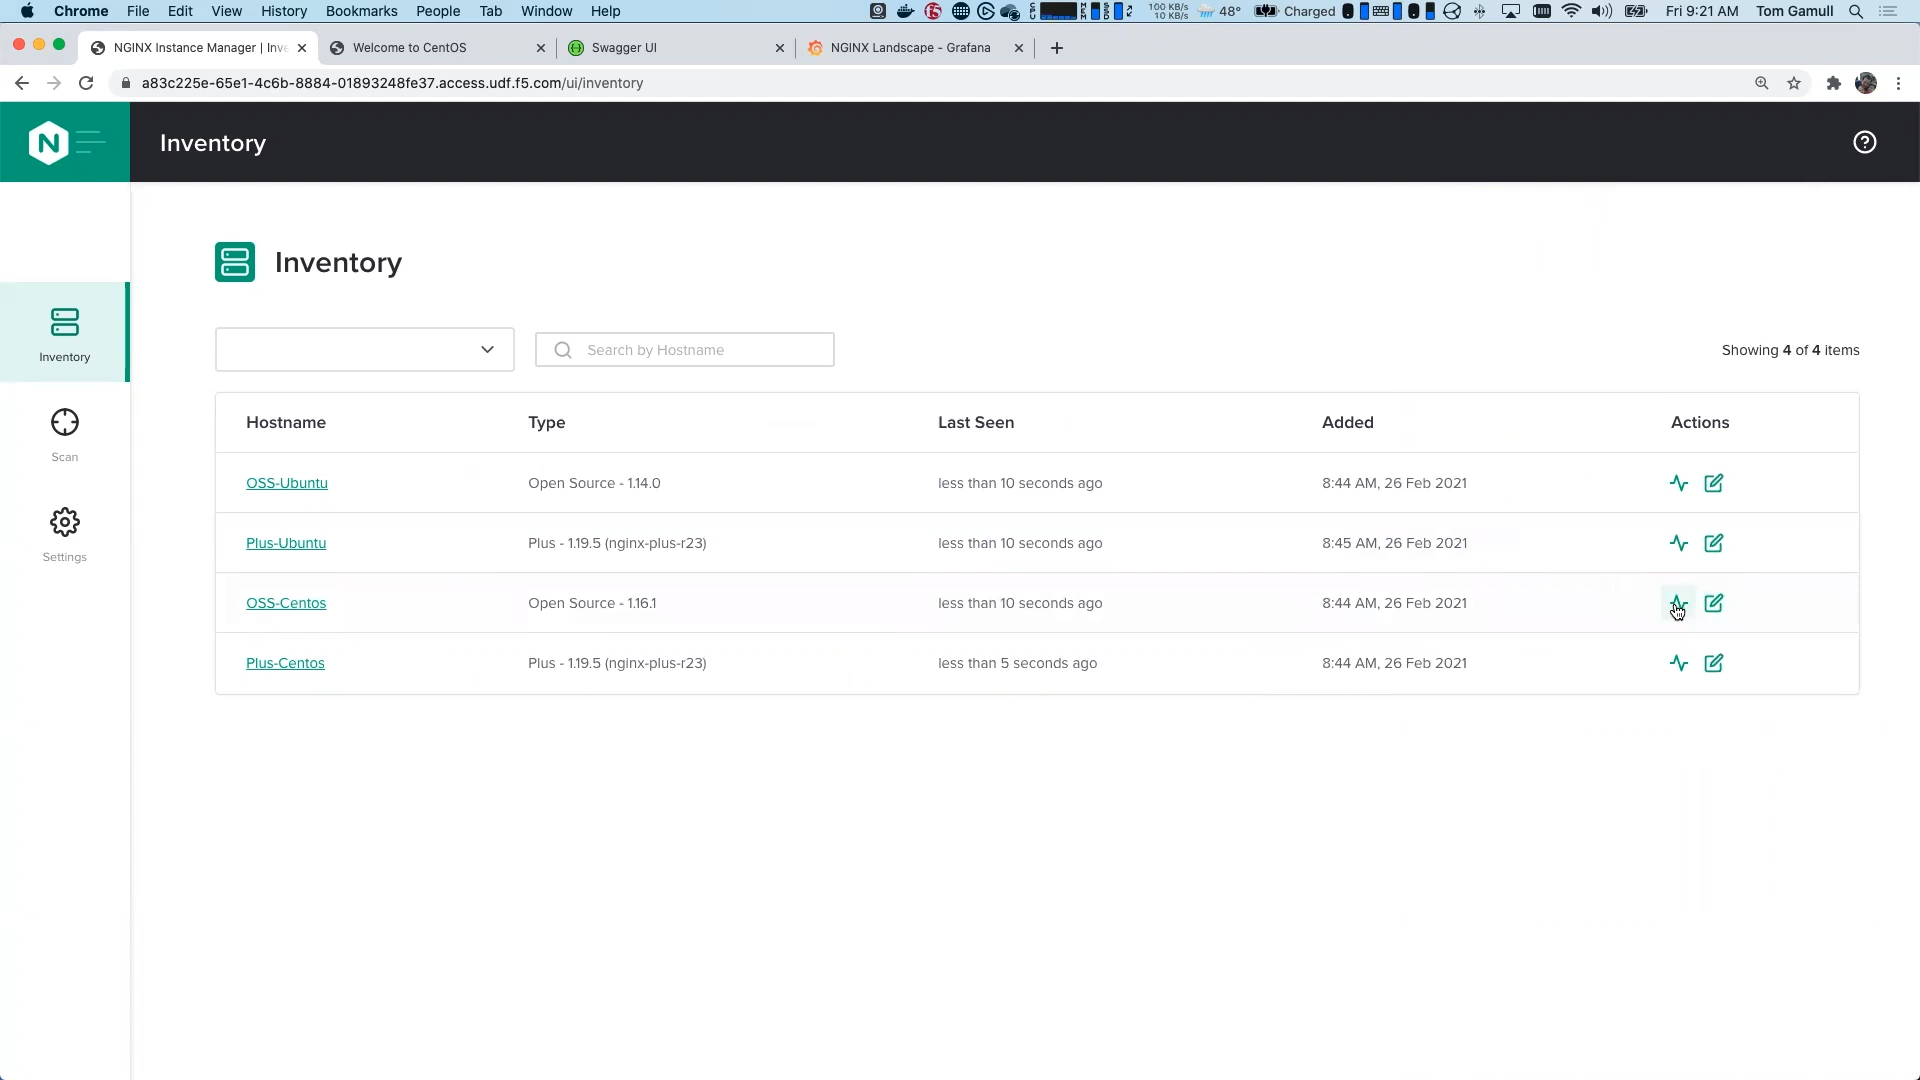 Chrome File Edit View History Bookmarks People Tab Window Help 100 KB/s 10 KB/s 48° Charged Fri 9:21 AM Tom Gamull
NGINX Instance Manager | Inve Welcome to CentOS Swagger UI NGINX Landscape - Grafana
a83c225e-65e1-4c6b-8884-01893248fe37.access.udf.f5.com/ui/inventory
N Inventory
Inventory
Inventory
Scan
Settings
Search by Hostname
Showing 4 of 4 items
Hostname Type Last Seen Added Actions
OSS-Ubuntu Open Source - 1.14.0 less than 10 seconds ago 8:44 AM, 26 Feb 2021
Plus-Ubuntu Plus - 1.19.5 (nginx-plus-r23) less than 10 seconds ago 8:45 AM, 26 Feb 2021
OSS-Centos Open Source - 1.16.1 less than 10 seconds ago 8:44 AM, 26 Feb 2021
Plus-Centos Plus - 1.19.5 (nginx-plus-r23) less than 5 seconds ago 8:44 AM, 26 Feb 2021